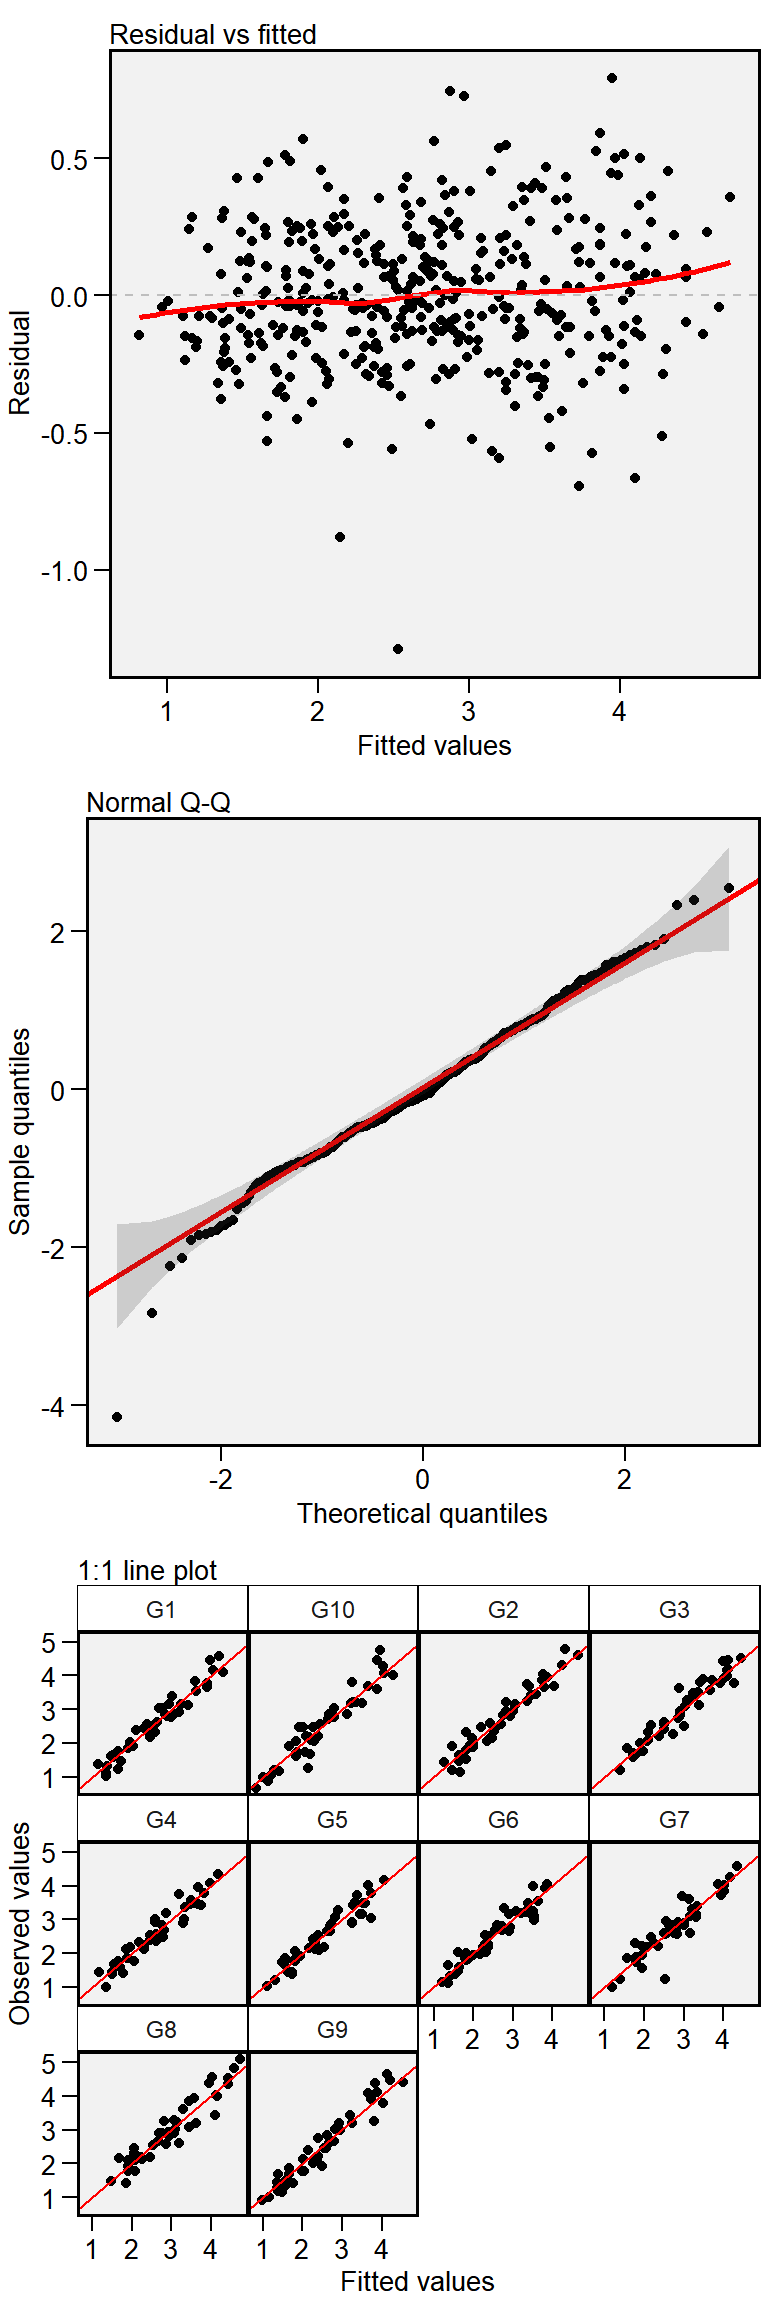 Residual vs fitted
0.5
0.0
-0.5
-1.0
Residual
1 2 3 4
Fitted values
Normal Q-Q
2
0
-2
-4
Sample quantiles
-2 0 2
Theoretical quantiles
1:1 line plot
G1 G10 G2 G3
5
4
3
2
1
G4 G5 G6 G7
5
4
3
2
1
Observed values
1 2 3 4 1 2 3 4
G8 G9
5
4
3
2
1
1 2 3 4 1 2 3 4
Fitted values